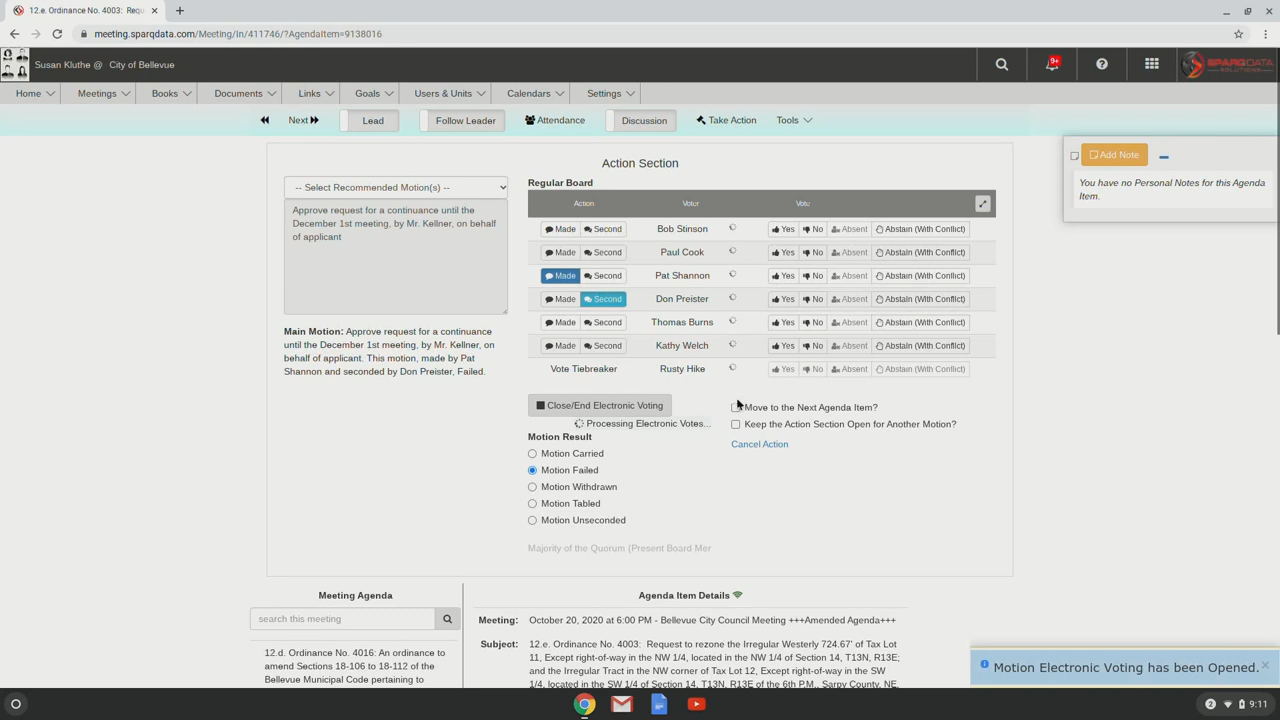 12.e. Ordinance No. 4003: Requ
meeting.sparqdata.com/Meeting/In/411746/?AgendaItem=9138016
Susan Kluthe @ City of Bellevue
9+
SPARQDATA
SOLUTIONS
Home Meetings Books Documents Links Goals Users & Units Calendars Settings
Next Lead Follow Leader Attendance Discussion Take Action Tools
Add Note
You have no Personal Notes for this Agenda
Item.
Action Section
-- Select Recommended Motion(s) --
Approve request for a continuance until the
December 1st meeting, by Mr. Kellner, on behalf
of applicant
Main Motion: Approve request for a continuance
until the December 1st meeting, by Mr. Kellner, on
behalf of applicant. This motion, made by Pat
Shannon and seconded by Don Preister, Failed.
Regular Board
Action Voter Vote
Made Second Bob Stinson Yes No Absent Abstain (With Conflict)
Made Second Paul Cook Yes No Absent Abstain (With Conflict)
Made Second Pat Shannon Yes No Absent Abstain (With Conflict)
Made Second Don Preister Yes No Absent Abstain (With Conflict)
Made Second Thomas Burns Yes No Absent Abstain (With Conflict)
Made Second Kathy Welch Yes No Absent Abstain (With Conflict)
Vote Tiebreaker Rusty Hike Yes No Absent Abstain (With Conflict)
Close/End Electronic Voting
Processing Electronic Votes...
Move to the Next Agenda Item?
Keep the Action Section Open for Another Motion?
Cancel Action
Motion Result
Motion Carried
Motion Failed
Motion Withdrawn
Motion Tabled
Motion Unseconded
Majority of the Quorum (Present Board Mer
Meeting Agenda
search this meeting
12.d. Ordinance No. 4016: An ordinance to
amend Sections 18-106 to 18-112 of the
Bellevue Municipal Code pertaining to
Agenda Item Details
Meeting: October 20, 2020 at 6:00 PM - Bellevue City Council Meeting +++Amended Agenda+++
Subject: 12.e. Ordinance No. 4003: Request to rezone the Irregular Westerly 724.67' of Tax Lot
11, Except right-of-way in the NW 1/4, located in the NW 1/4 of Section 14, T13N, R13E;
and the Irregular Tract in the NW corner of Tax Lot 12, Except right-of-way in the SW
1/4, located in the SW 1/4 of Section 14, T13N, R13E of the 6th P.M., Sarpy County, NE,
Motion Electronic Voting has been Opened.
2 9:11